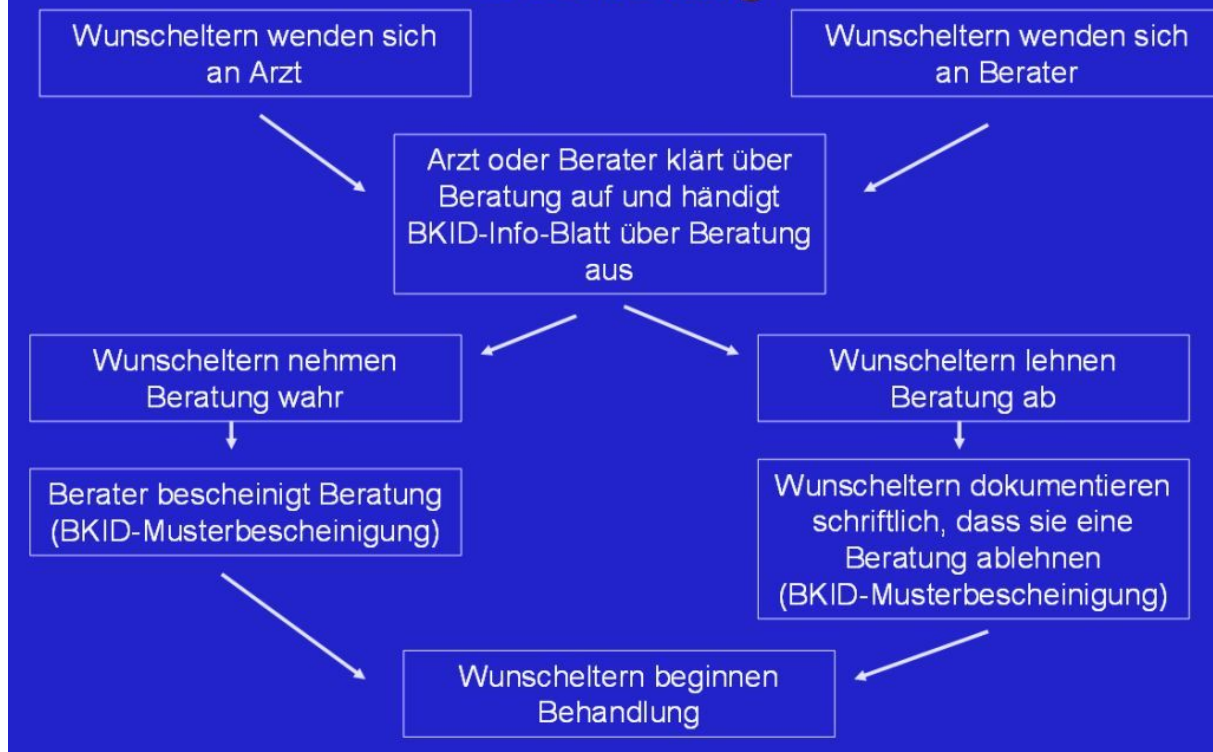 Wunscheltern wenden sich
an Arzt
Wunscheltern wenden sich
an Berater
Arzt oder Berater klärt über
Beratung auf und händigt
BKID-Info-Blatt über Beratung
aus
Wunscheltern nehmen
Beratung wahr
Wunscheltern lehnen
Beratung ab
Berater bescheinigt Beratung
(BKID-Musterbescheinigung)
Wunscheltern dokumentieren
schriftlich, dass sie eine
Beratung ablehnen
(BKID-Musterbescheinigung)
Wunscheltern beginnen
Behandlung